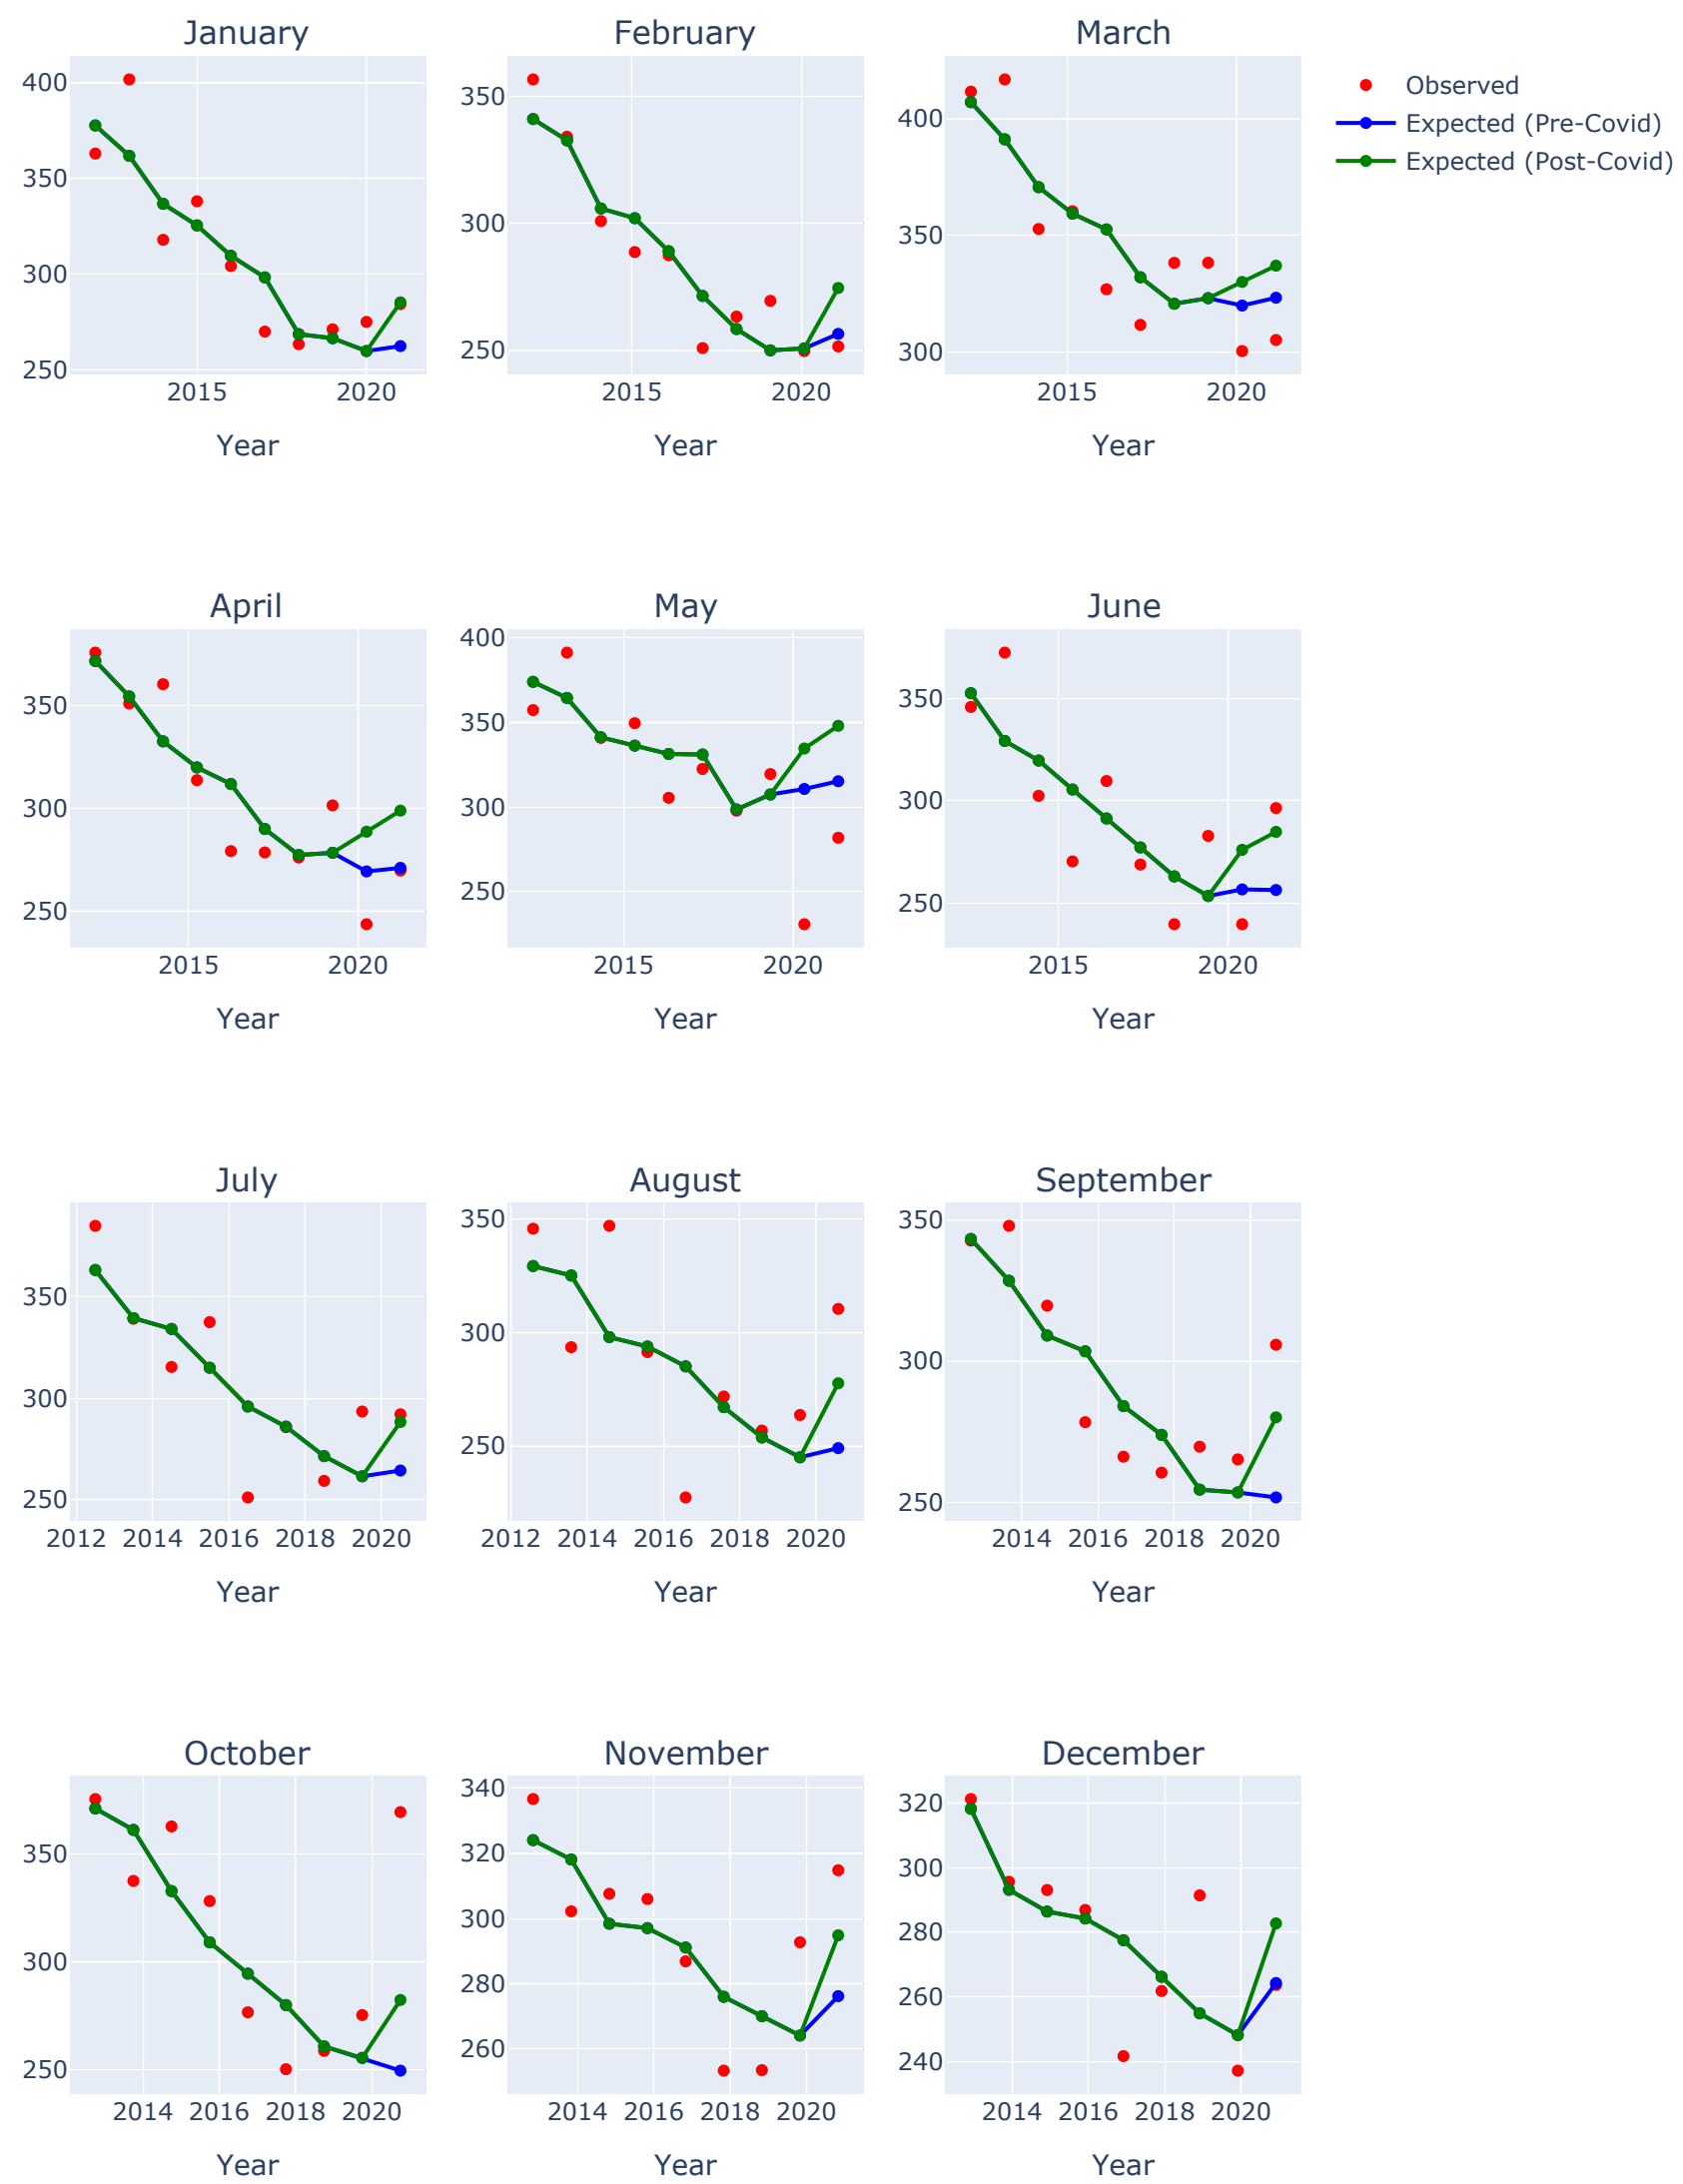 January
February
March
400
350
300
250
2015
2020
Year
350
300
250
2015
2020
Year
400
350
300
2015
2020
Year
Observed
Expected (Pre-Covid)
Expected (Post-Covid)
April
May
June
350
300
250
2015
2020
Year
400
350
300
250
2015
2020
Year
350
300
250
2015
2020
Year
July
August
September
350
300
250
2012
2014
2016
2018
2020
Year
350
300
250
2012
2014
2016
2018
2020
Year
350
300
250
2014
2016
2018
2020
Year
October
November
December
350
300
250
2014
2016
2018
2020
Year
340
320
300
280
260
2014
2016
2018
2020
Year
320
300
280
260
240
2014
2016
2018
2020
Year